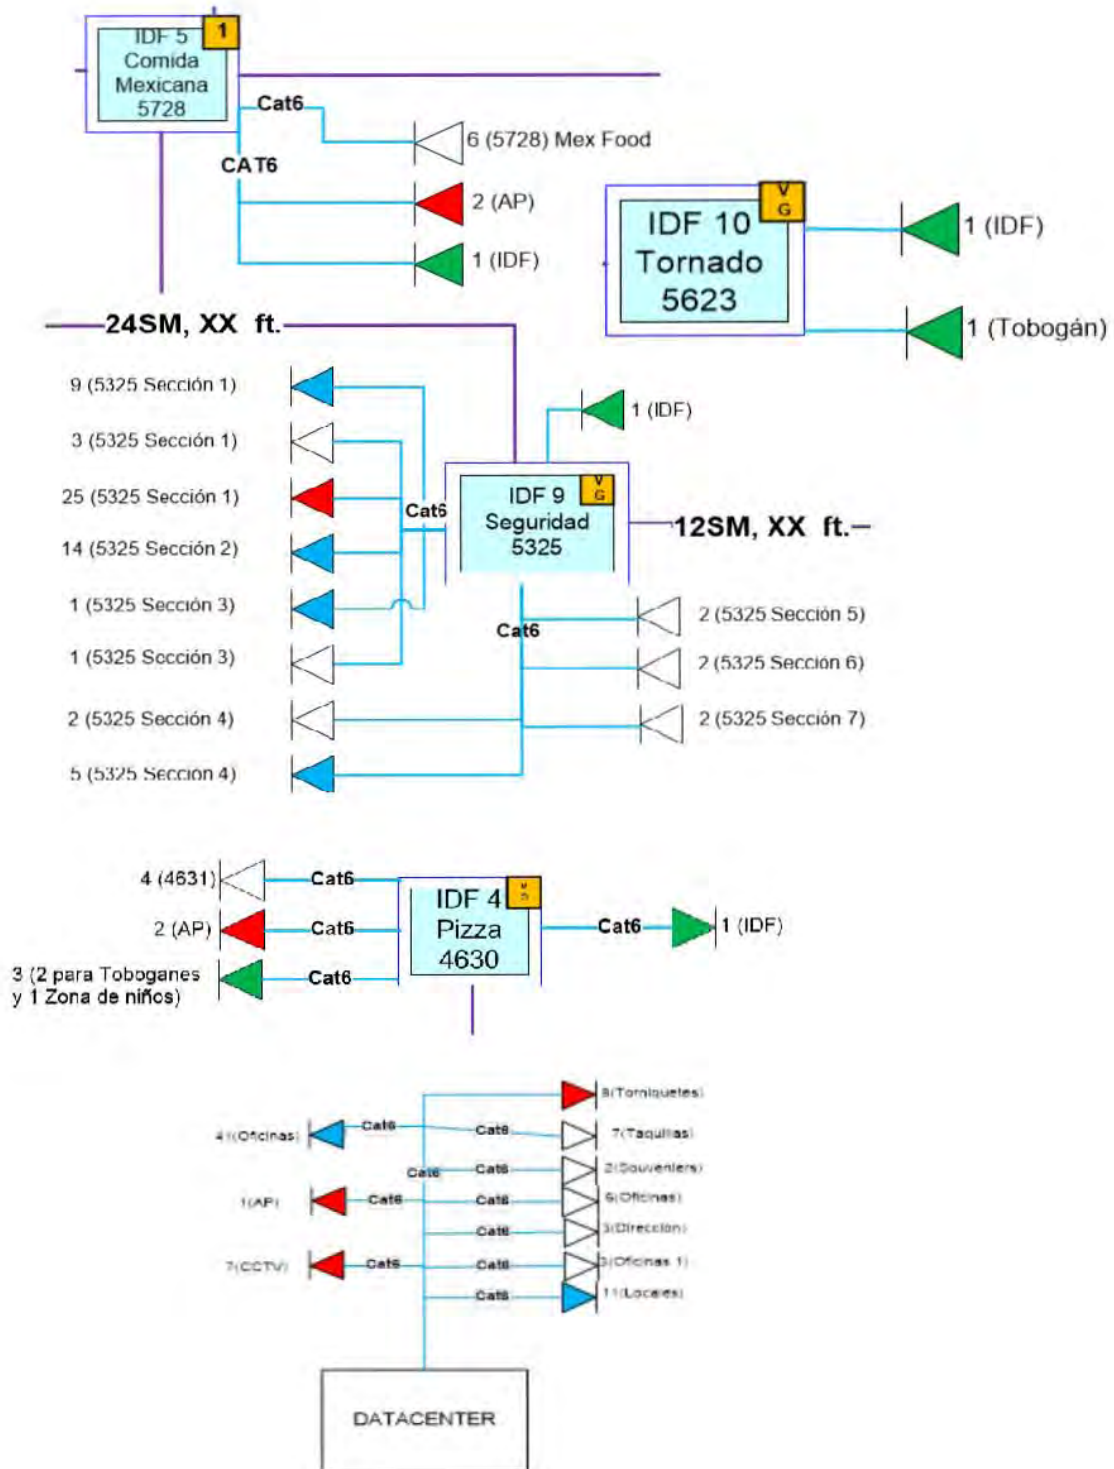 1
IDF 5
Comida
Mexicana
5728
Cat6
6 (5728) Mex Food
CAT6
2 (AP)
1 (IDF)
V
G
IDF 10
Tornado
5623
1 (IDF)
1 (Tobogán)
24SM, XX ft.
9 (5325 Sección 1)
3 (5325 Sección 1)
25 (5325 Sección 1)
14 (5325 Sección 2)
1 (5325 Sección 3)
1 (5325 Sección 3)
2 (5325 Sección 4)
5 (5325 Sección 4)
1 (IDF)
Cat6
V
G
IDF 9
Seguridad
5325
12SM, XX ft.
Cat6
2 (5325 Sección 5)
2 (5325 Sección 6)
2 (5325 Sección 7)
4 (4631)
Cat6
2 (AP)
Cat6
3 (2 para Toboganes
y 1 Zona de niños)
Cat6
IDF 4
Pizza
4630
Cat6
1 (IDF)
8(Torniquetes)
41(Oficinas)
Cat6
Cat6
7(Taquillas)
Cat6
Cat6
2(Souveniers)
1(AP)
Cat6
Cat6
6(Oficinas)
Cat6
3(Dirección)
7(CCTV)
Cat6
Cat6
3(Oficinas 1)
Cat6
11(Locales)
DATACENTER